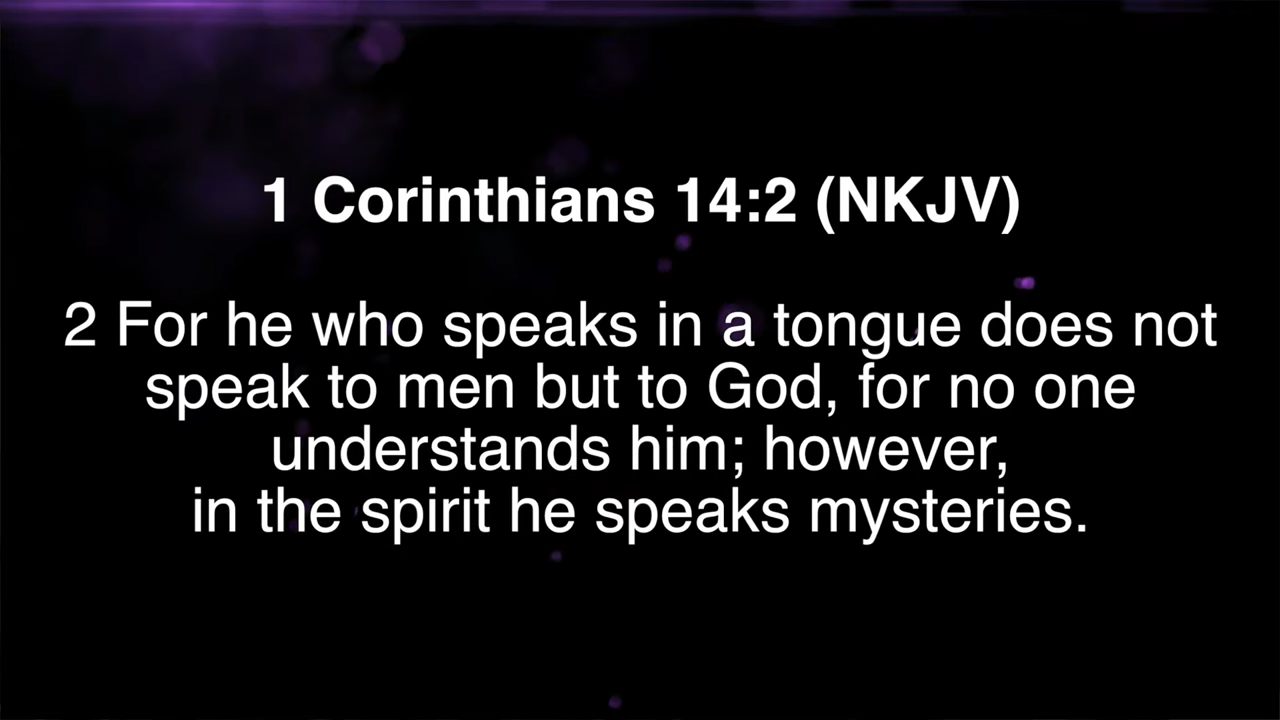 1 Corinthians 14:2 (NKJV)
2 For he who speaks in a tongue does not
speak to men but to God, for no one
understands him; however,
in the spirit he speaks mysteries.